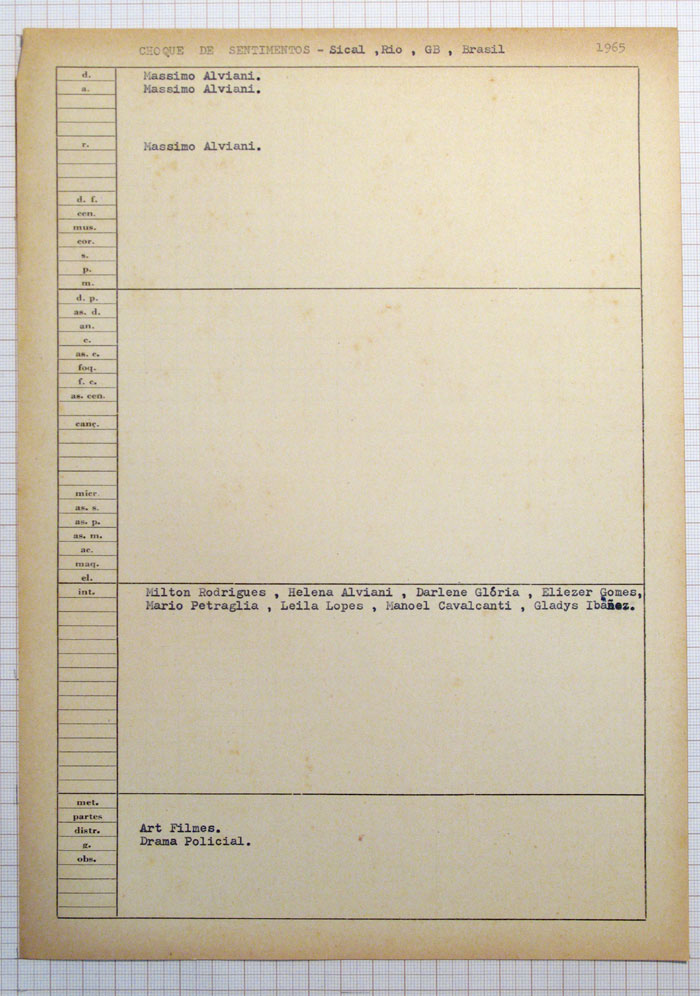 CHOQUE DE SENTIMENTOS - Sical ,Rio , GB , Brasil 1965
d. Massimo Alviani.
a. Massimo Alviani.
r. Massimo Alviani.
d. f.
cen.
mus.
cor.
s.
p.
m.
d. p.
as. d.
an.
c.
as. c.
foq.
f. c.
as. cen.
canç.
micr.
as. s.
as. p.
as. m.
ac.
maq.
el.
int. Milton Rodrigues , Helena Alviani , Darlene Glória , Eliezer Gomes,
Mario Petraglia , Leila Lopes , Manoel Cavalcanti , Gladys Ibáñez.
met.
partes
distr. Art Filmes.
g. Drama Policial.
obs.